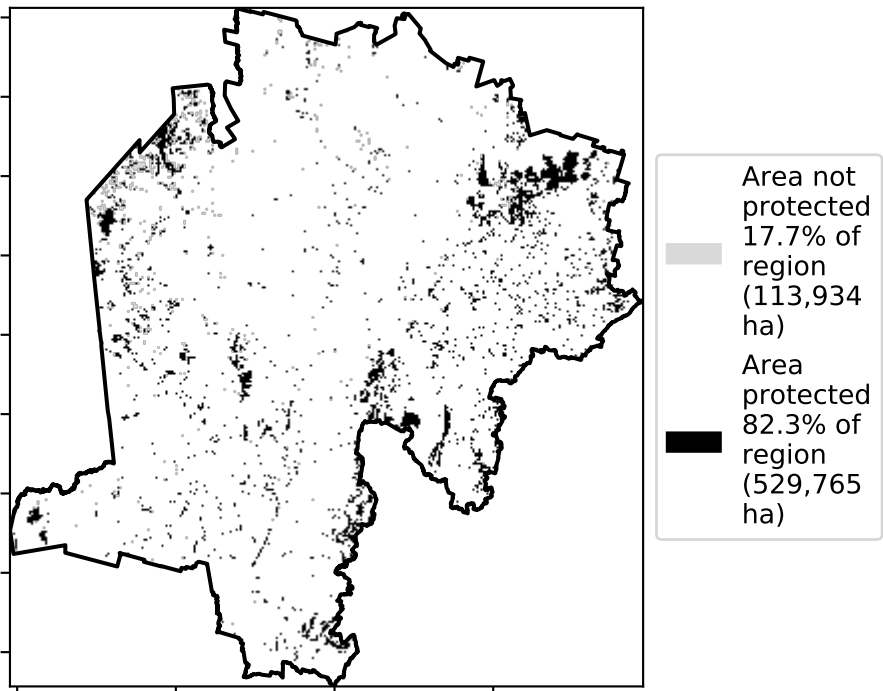 Area not
protected
17.7% of
region
(113,934
ha)
Area
protected
82.3% of
region
(529,765
ha)